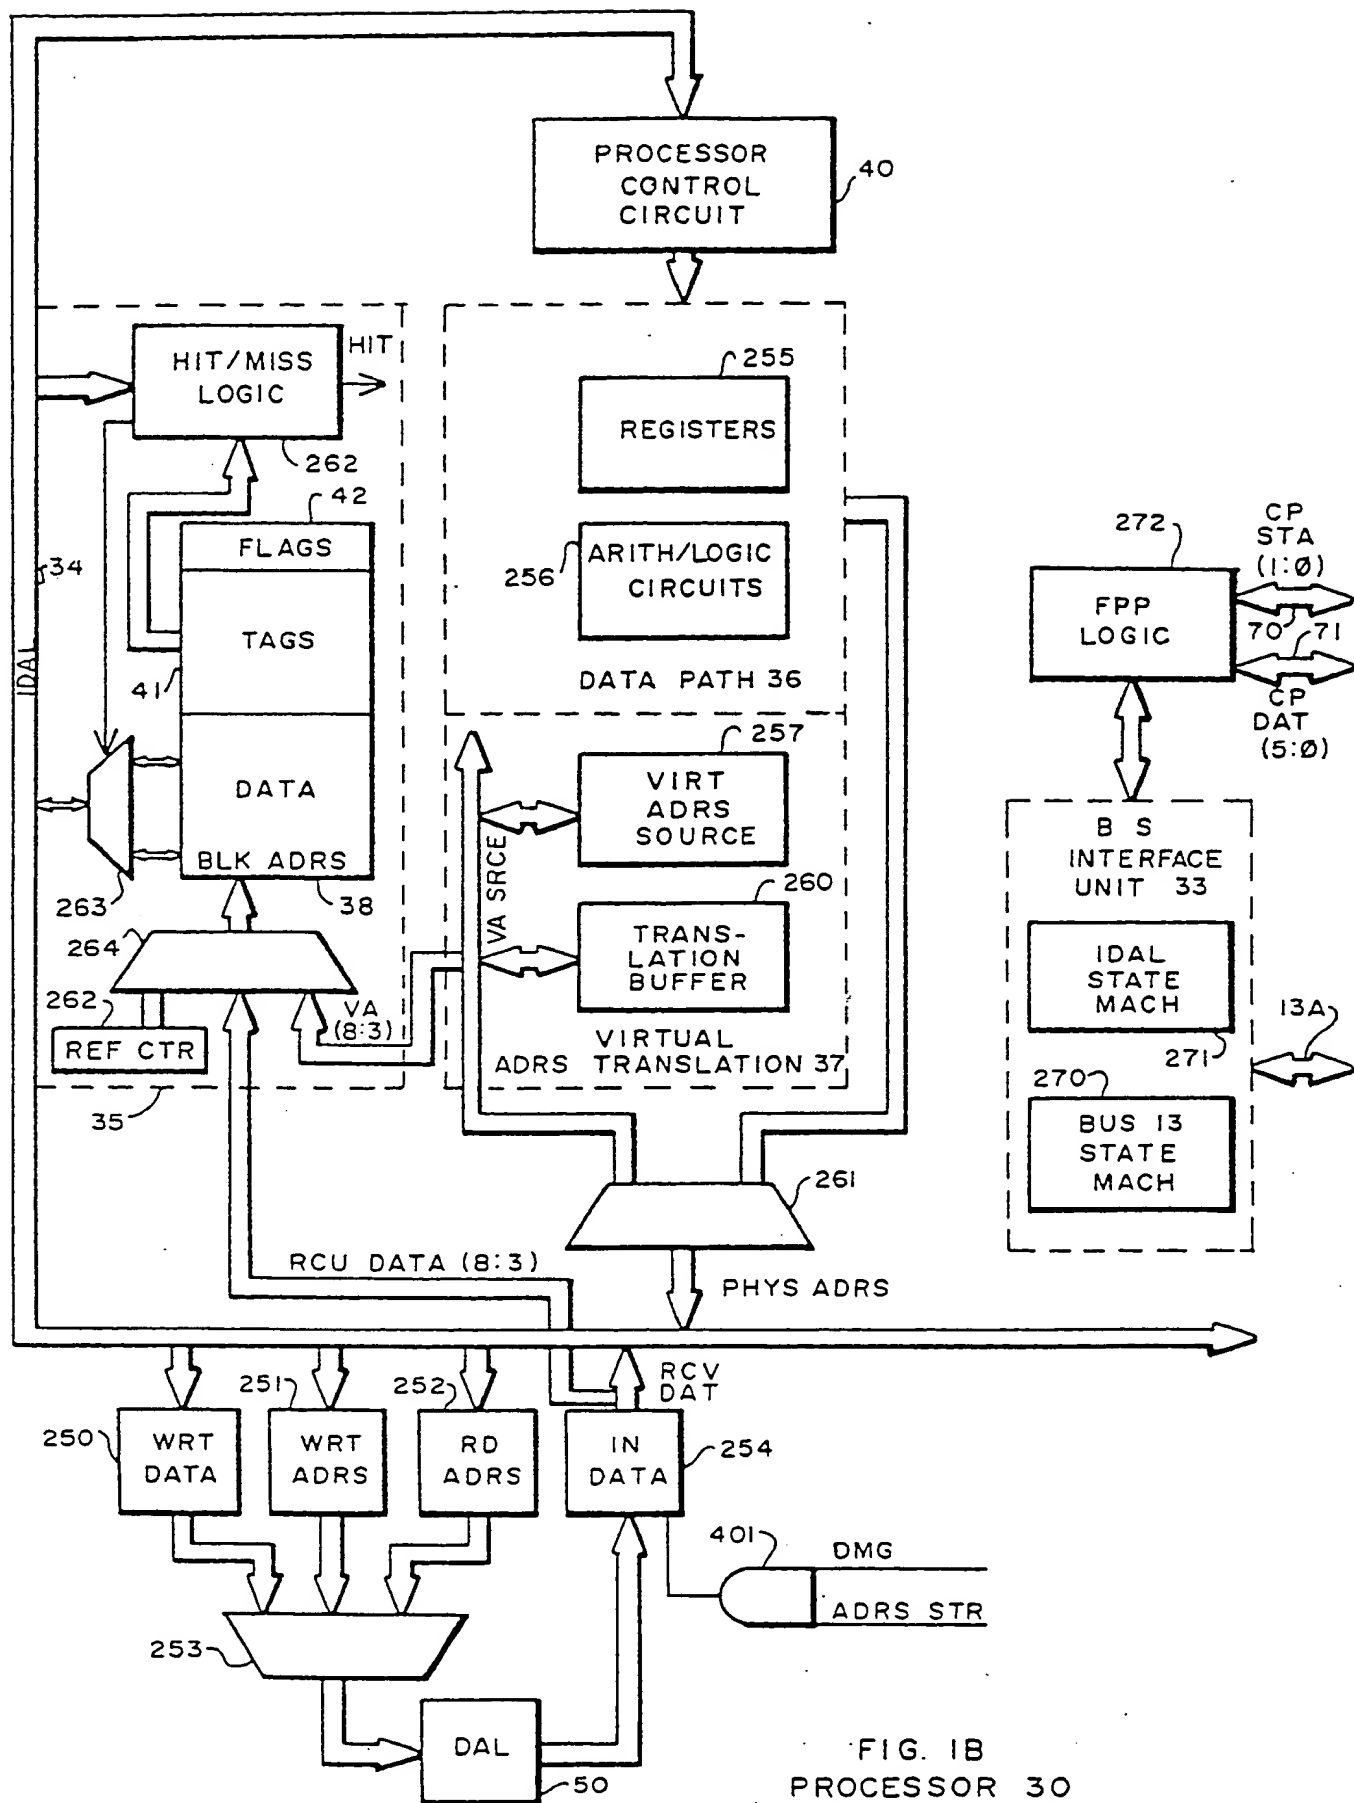 PROCESSOR
CONTROL
CIRCUIT
40
HIT/MISS
LOGIC
HIT
262
255
REGISTERS
42
FLAGS
34
256
ARITH/LOGIC
CIRCUITS
272
CP
STA
(1:0)
FPP
LOGIC
70
71
CP
DAT
(5:0)
TAGS
IDAL
41
DATA PATH 36
257
VIRT
ADRS
SOURCE
DATA
BLK ADRS
VA SRCE
B S
INTERFACE
UNIT 33
263
38
260
264
TRANS-
LATION
BUFFER
IDAL
STATE
MACH
262
VA
(8:3)
13A
REF CTR
VIRTUAL
ADRS TRANSLATION 37
271
270
35
BUS 13
STATE
MACH
261
RCU DATA (8:3)
PHYS ADRS
RCV
DAT
251
252
250
WRT
DATA
WRT
ADRS
RD
ADRS
IN
DATA
254
401
DMG
ADRS STR
253
DAL
50
FIG. 1B
PROCESSOR 30